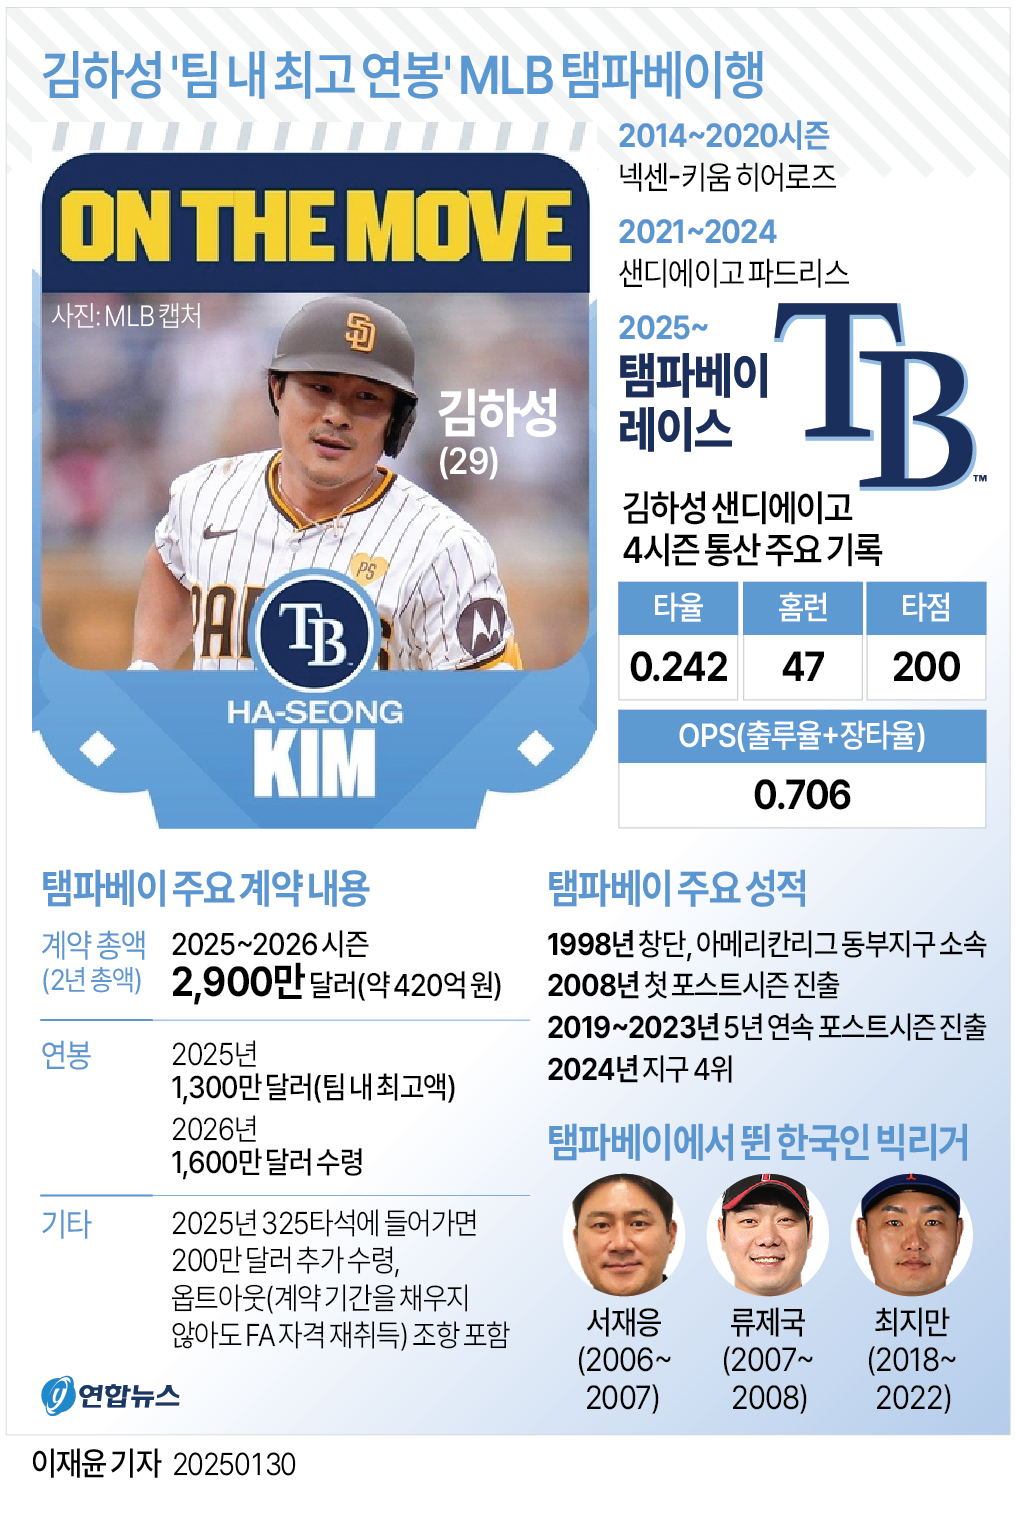 김하성 '팀 내 최고 연봉' MLB 탬파베이행
ON THE MOVE
사진: MLB 캡처
SD
김하성
(29)
PS
PAD
TB
HA-SEONG
KIM
2014~2020시즌
넥센-키움 히어로즈
2021~2024
샌디에이고 파드리스
2025~
탬파베이
레이스
TB
™
김하성 샌디에이고
4시즌 통산 주요 기록
타율 홈런 타점
0.242 47 200
OPS(출루율+장타율)
0.706
탬파베이 주요 계약 내용
계약 총액
(2년 총액)
2025~2026 시즌
2,900만 달러(약 420억 원)
연봉
2025년
1,300만 달러(팀 내 최고액)
2026년
1,600만 달러 수령
기타
2025년 325타석에 들어가면
200만 달러 추가 수령,
옵트아웃(계약 기간을 채우지
않아도 FA 자격 재취득) 조항 포함
탬파베이 주요 성적
1998년 창단, 아메리칸리그 동부지구 소속
2008년 첫 포스트시즌 진출
2019~2023년 5년 연속 포스트시즌 진출
2024년 지구 4위
탬파베이에서 뛴 한국인 빅리거
서재응
(2006~
2007)
류제국
(2007~
2008)
최지만
(2018~
2022)
연합뉴스
이재윤 기자 20250130